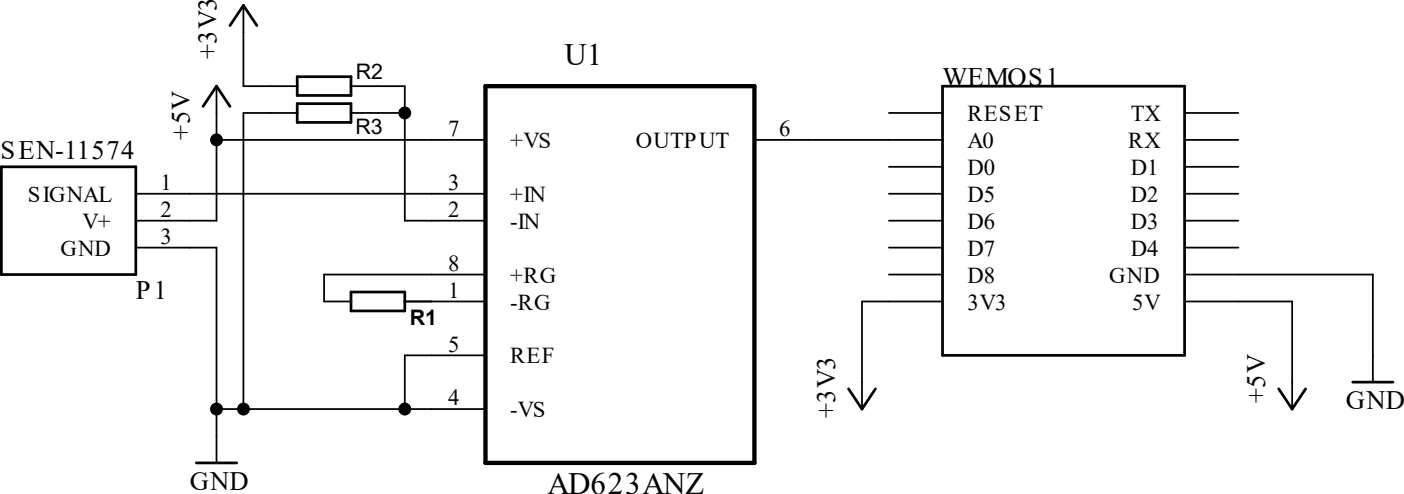 +3V3
R2
R3
+5V
SEN-11574
SIGNAL 1
V+ 2
GND 3
P1
GND
U1
7 +VS
3 +IN
2 -IN
8 +RG
1 -RG
5 REF
4 -VS
OUTPUT 6
R1
AD623ANZ
WEMOS1
RESET TX
A0 RX
D0 D1
D5 D2
D6 D3
D7 D4
D8 GND
3V3 5V
+3V3
+5V
GND